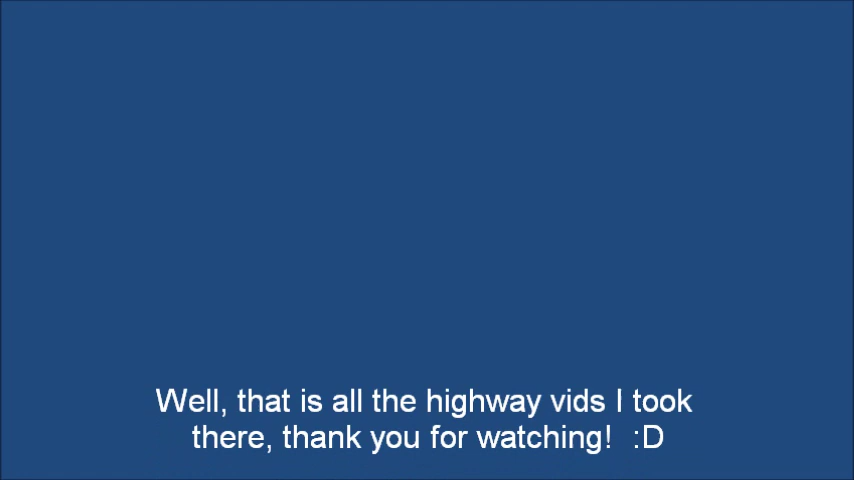 Well, that is all the highway vids I took
there, thank you for watching!  :D